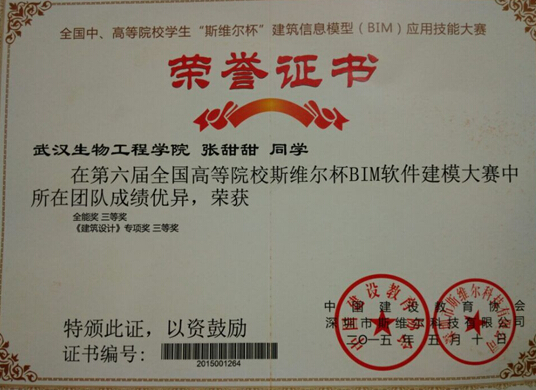 全国中、高等院校学生“斯维尔杯”建筑信息模型（BIM）应用技能大赛
荣誉证书
武汉生物工程学院 张甜甜 同学
在第六届全国高等院校斯维尔杯BIM软件建模大赛中
所在团队成绩优异，荣获
全能奖 三等奖
《建筑设计》专项奖 三等奖
中国建设教育协会
深圳市斯维尔科技有限公司
二〇一五年五月十日
特颁此证，以资鼓励
证书编号：
2015001264